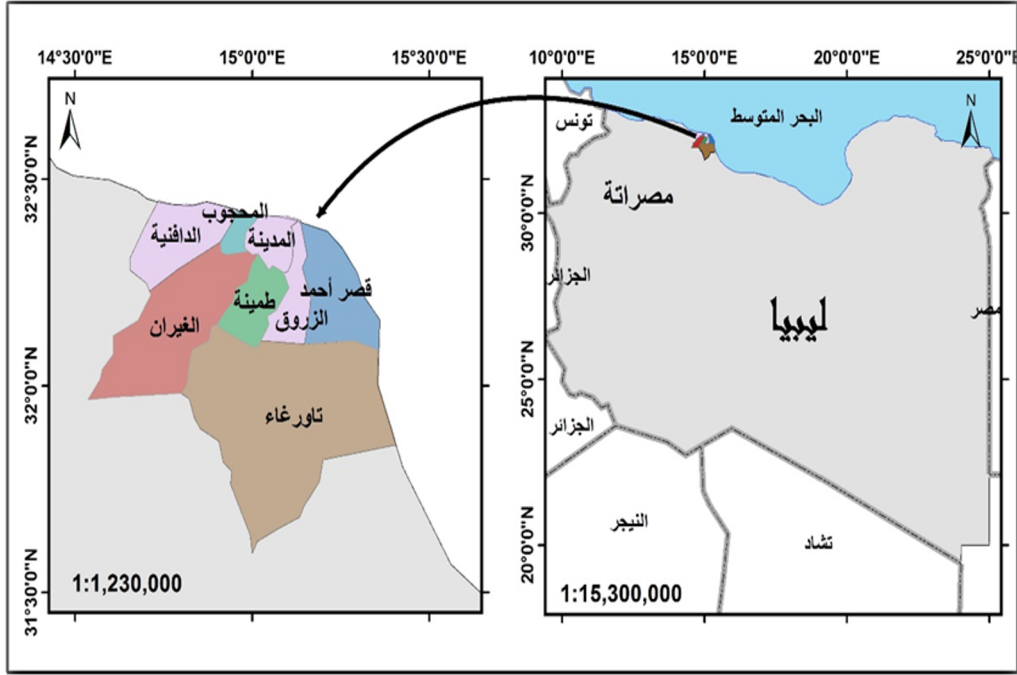 14°30'0"E 15°0'0"E 15°30'0"E
N
32°30'0"N
32°0'0"N
31°30'0"N
المحجوب
الدافنية
المدينة
قصر أحمد
طمينة
الزروق
الغيران
تاورغاء
1:1,230,000
10°0'0"E 15°0'0"E 20°0'0"E 25°0'0"E
N
30°0'0"N
25°0'0"N
20°0'0"N
البحر المتوسط
تونس
مصراتة
الجزائر
ليبيا
مصر
الجزائر
النيجر
تشاد
1:15,300,000